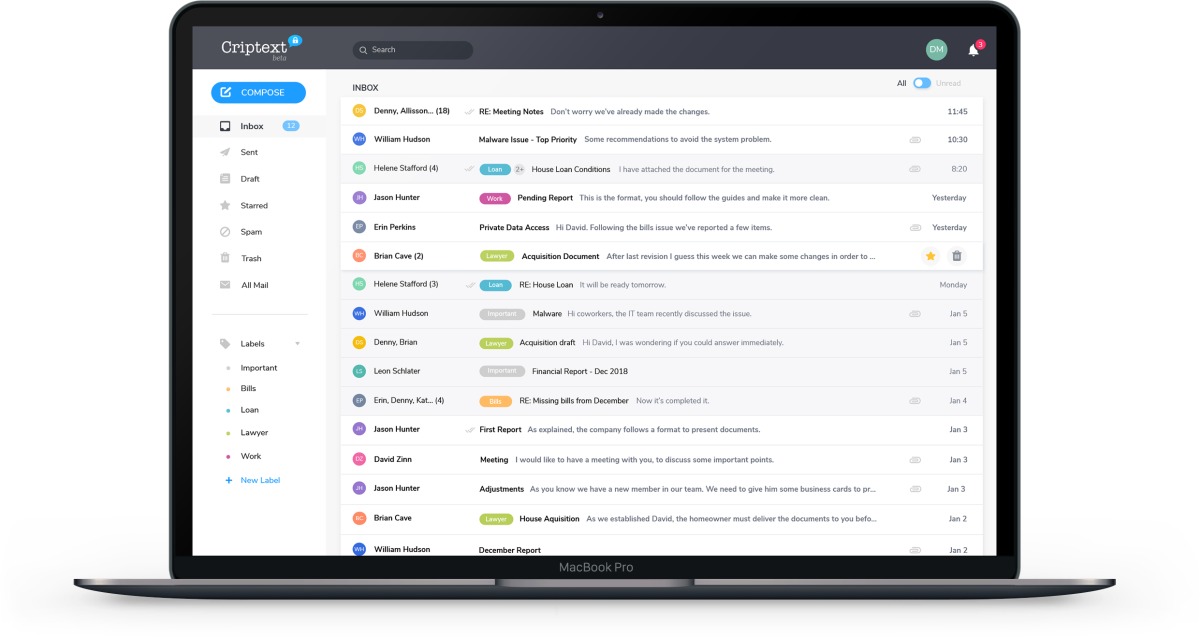 Criptext
beta
Search
DM
3
COMPOSE
INBOX
All Unread
Inbox 12
Sent
Draft
Starred
Spam
Trash
All Mail
Labels
Important
Bills
Loan
Lawyer
Work
+ New Label
DS Denny, Allisson... (18) RE: Meeting Notes Don't worry we've already made the changes. 11:45
WH William Hudson Malware Issue - Top Priority Some recommendations to avoid the system problem. 10:30
HS Helene Stafford (4) Loan 2+ House Loan Conditions I have attached the document for the meeting. 8:20
JH Jason Hunter Work Pending Report This is the format, you should follow the guides and make it more clean. Yesterday
EP Erin Perkins Private Data Access Hi David. Following the bills issue we've reported a few items. Yesterday
BC Brian Cave (2) Lawyer Acquisition Document After last revision I guess this week we can make some changes in order to ...
HS Helene Stafford (3) Loan RE: House Loan It will be ready tomorrow. Monday
WH William Hudson Important Malware Hi coworkers, the IT team recently discussed the issue. Jan 5
DS Denny, Brian Lawyer Acquisition draft Hi David, I was wondering if you could answer immediately. Jan 5
LS Leon Schlater Important Financial Report - Dec 2018 Jan 5
EP Erin, Denny, Kat... (4) Bills RE: Missing bills from December Now it's completed it. Jan 4
JH Jason Hunter First Report As explained, the company follows a format to present documents. Jan 3
DZ David Zinn Meeting I would like to have a meeting with you, to discuss some important points. Jan 3
JH Jason Hunter Adjustments As you know we have a new member in our team. We need to give him some business cards to pr... Jan 3
BC Brian Cave Lawyer House Aquisition As we established David, the homeowner must deliver the documents to you befo... Jan 2
WH William Hudson December Report Jan 2
MacBook Pro